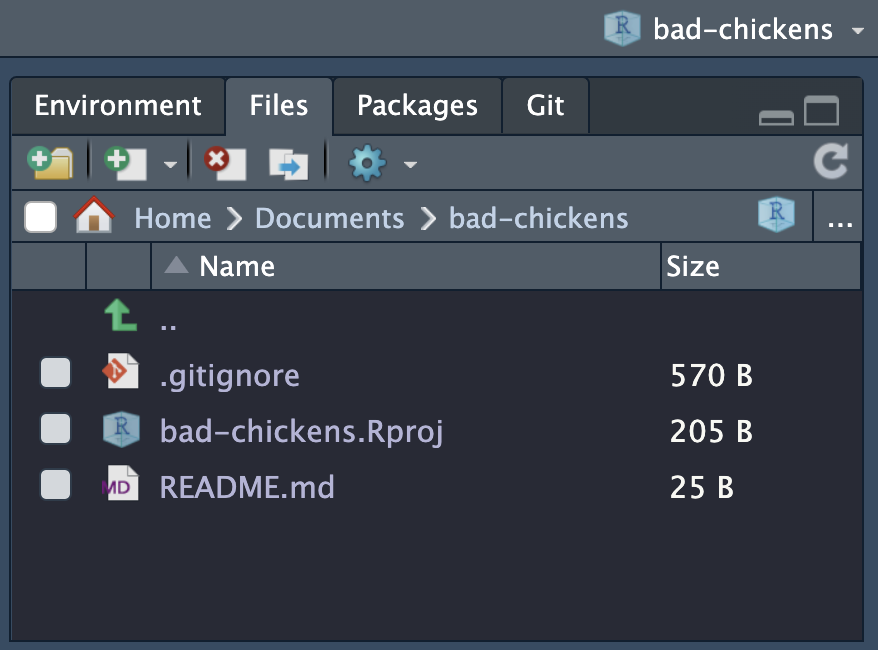 bad-chickens
Environment Files Packages Git
Home Documents bad-chickens ...
Name Size
..
.gitignore 570 B
bad-chickens.Rproj 205 B
README.md 25 B